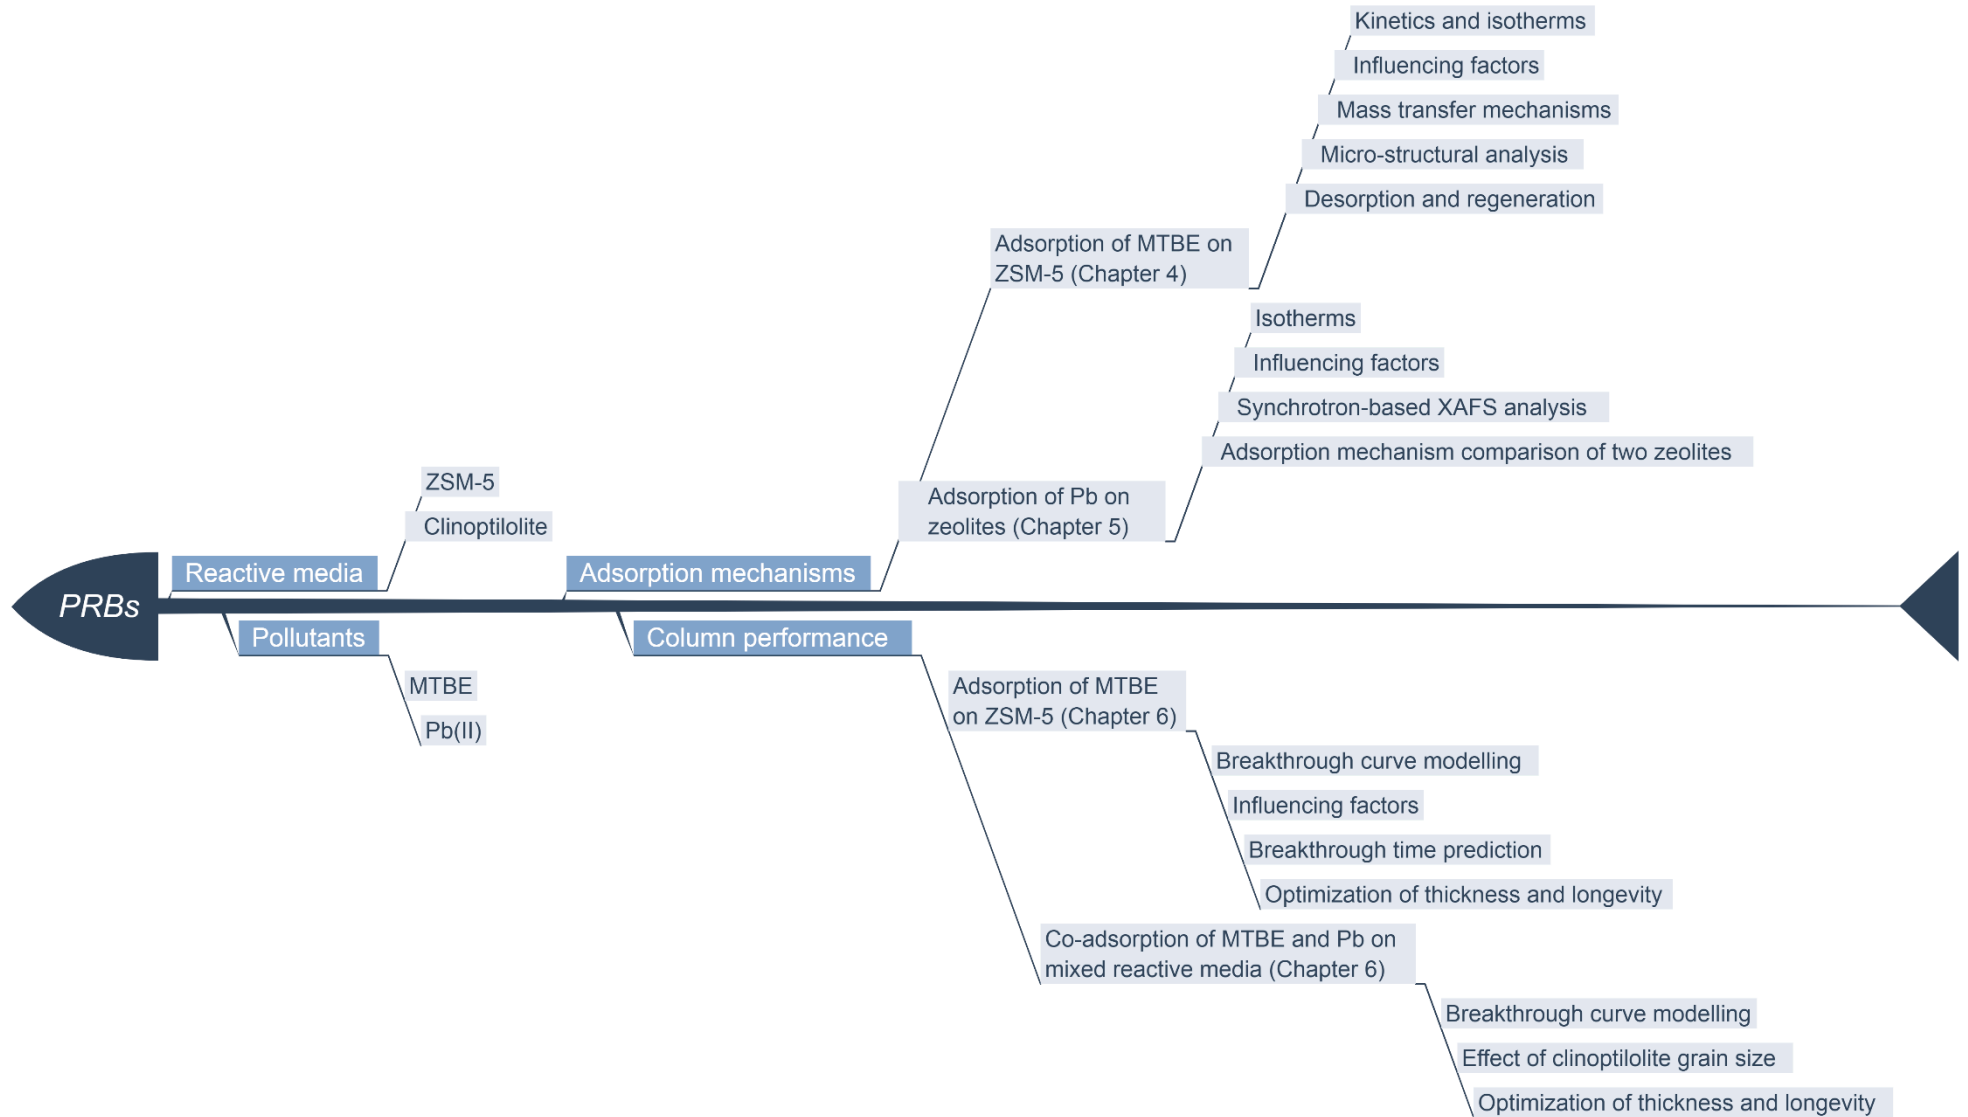 Kinetics and isotherms
Influencing factors
Mass transfer mechanisms
Micro-structural analysis
Desorption and regeneration
Adsorption of MTBE on
ZSM-5 (Chapter 4)
Isotherms
Influencing factors
Synchrotron-based XAFS analysis
Adsorption mechanism comparison of two zeolites
Adsorption of Pb on
zeolites (Chapter 5)
ZSM-5
Clinoptilolite
Reactive media
Adsorption mechanisms
PRBs
Pollutants
Column performance
MTBE
Pb(II)
Adsorption of MTBE
on ZSM-5 (Chapter 6)
Breakthrough curve modelling
Influencing factors
Breakthrough time prediction
Optimization of thickness and longevity
Co-adsorption of MTBE and Pb on
mixed reactive media (Chapter 6)
Breakthrough curve modelling
Effect of clinoptilolite grain size
Optimization of thickness and longevity